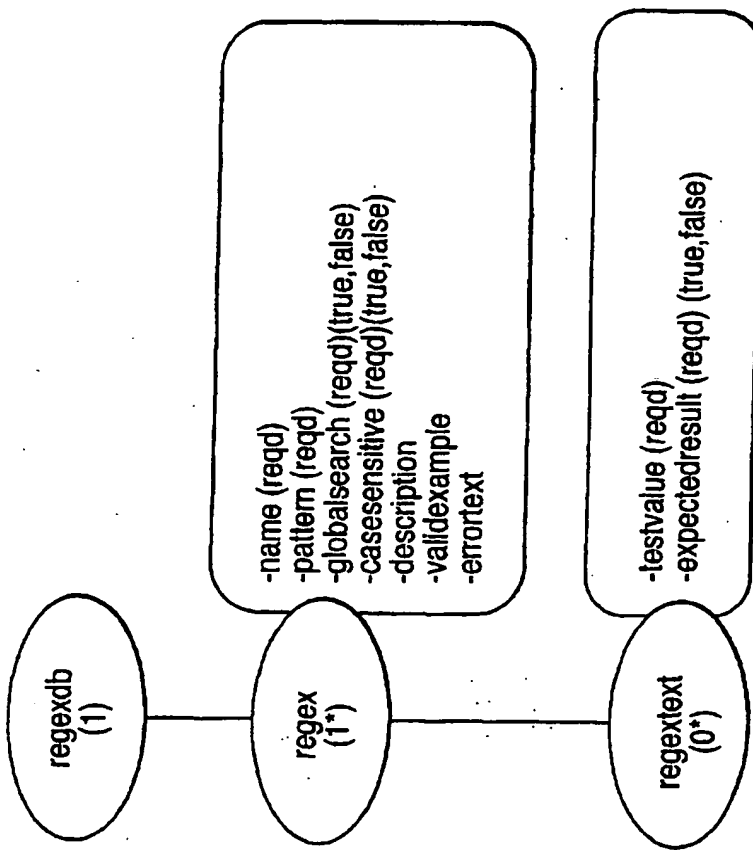 regexdb
(1)
regex
(1*)
-name (reqd)
-pattern (reqd)
-globalsearch (reqd)(true,false)
-casesensitive (reqd)(true,false)
-description
-validexample
-errortext
regextext
(0*)
-testvalue (reqd)
-expectedresult (reqd) (true,false)